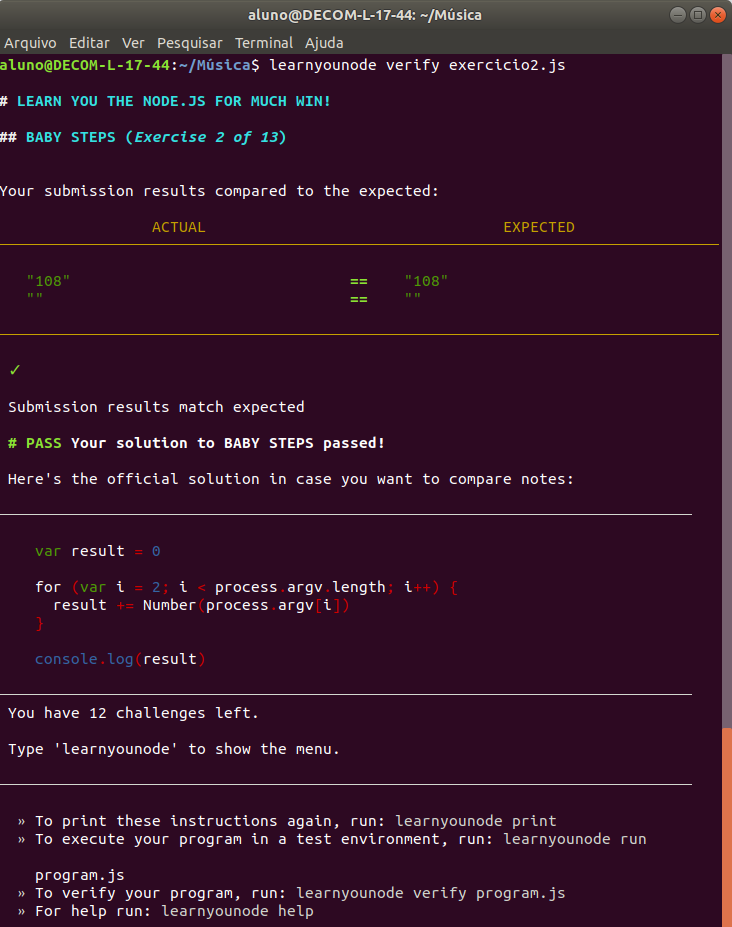 aluno@DECOM-L-17-44: ~/Música
Arquivo Editar Ver Pesquisar Terminal Ajuda
aluno@DECOM-L-17-44:~/Música$ learnyounode verify exercicio2.js
# LEARN YOU THE NODE.JS FOR MUCH WIN!
## BABY STEPS (Exercise 2 of 13)
Your submission results compared to the expected:
ACTUAL EXPECTED
"108" == "108"
"" == ""
✓
Submission results match expected
# PASS Your solution to BABY STEPS passed!
Here's the official solution in case you want to compare notes:
var result = 0
for (var i = 2; i < process.argv.length; i++) {
result += Number(process.argv[i])
}
console.log(result)
You have 12 challenges left.
Type 'learnyounode' to show the menu.
» To print these instructions again, run: learnyounode print
» To execute your program in a test environment, run: learnyounode run
program.js
» To verify your program, run: learnyounode verify program.js
» For help run: learnyounode help